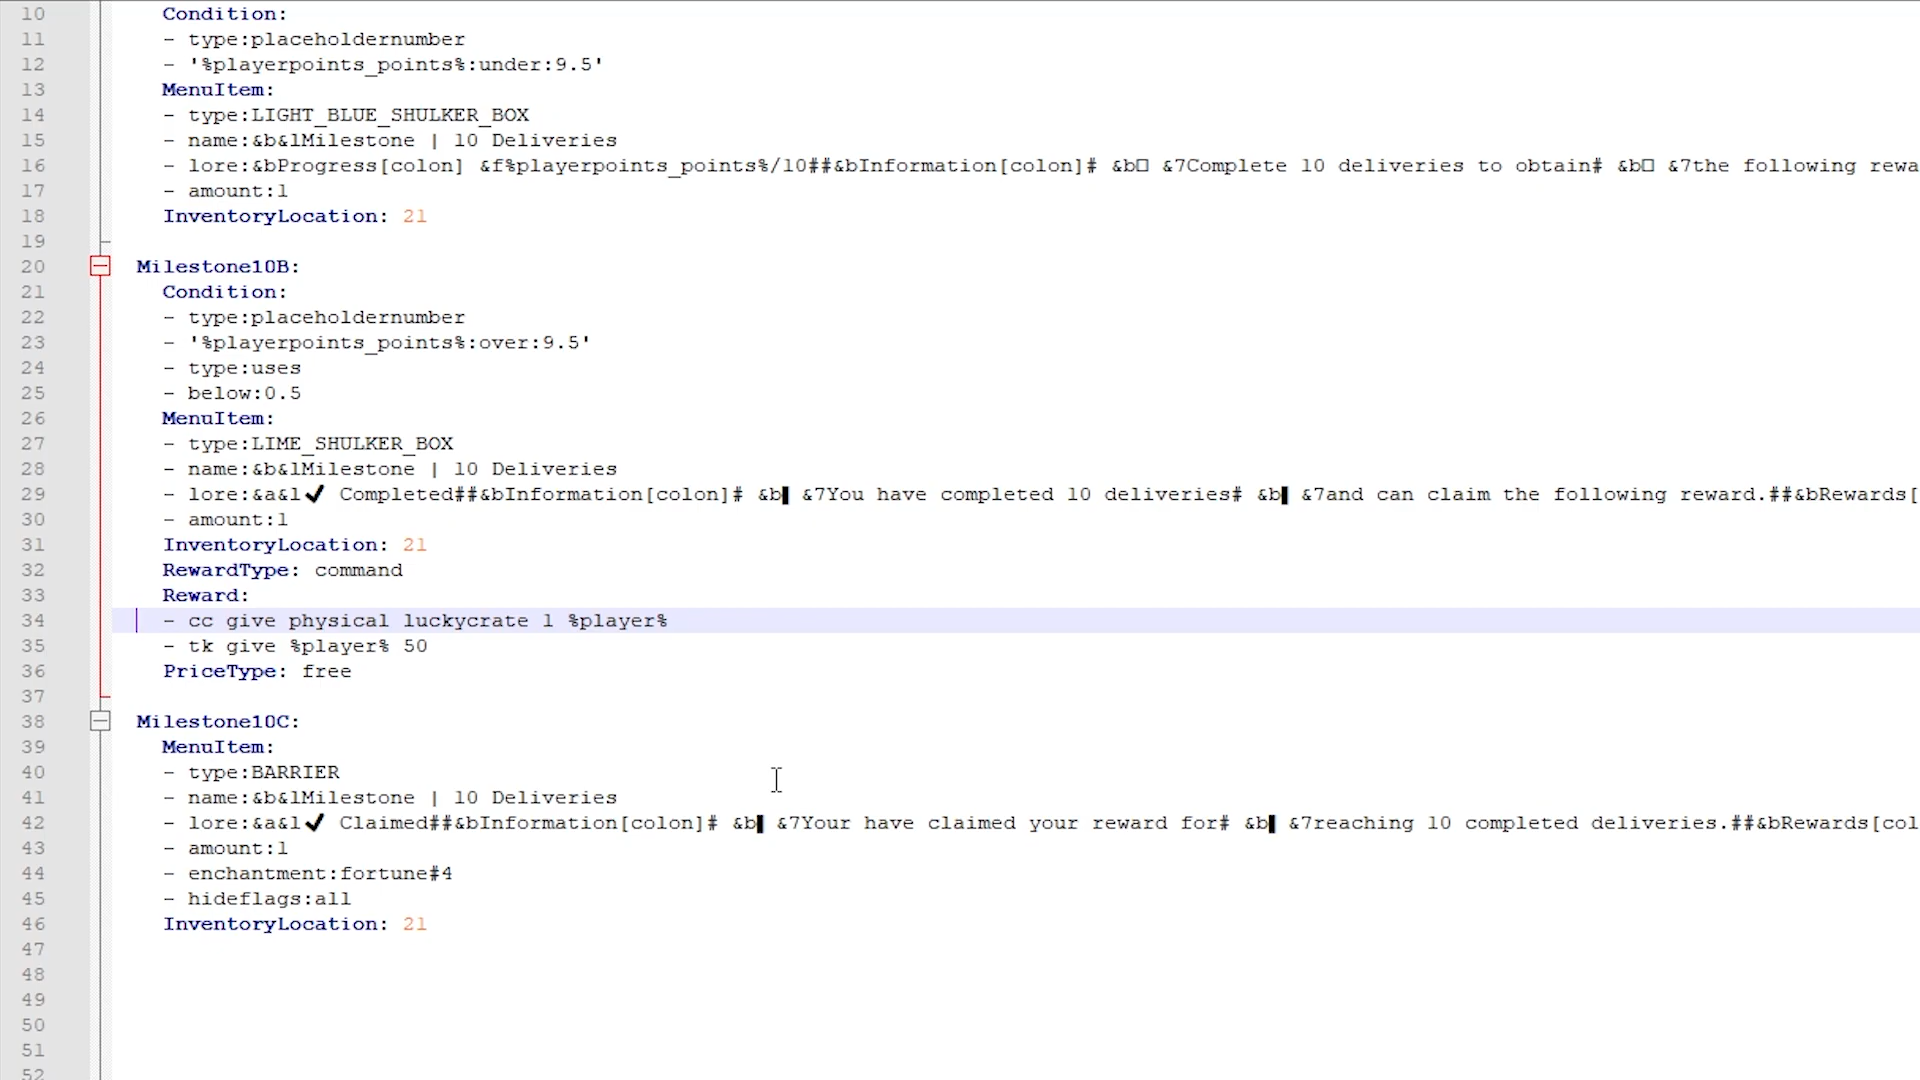 10 Condition:
11 - type:placeholdernumber
12 - '%playerpoints_points%:under:9.5'
13 MenuItem:
14 - type:LIGHT_BLUE_SHULKER_BOX
15 - name:&b&lMilestone | 10 Deliveries
16 - lore:&bProgress[colon] &f%playerpoints_points%/10##&bInformation[colon]# &b□ &7Complete 10 deliveries to obtain# &b□ &7the following rewa
17 - amount:1
18 InventoryLocation: 21
19
20 Milestone10B:
21 Condition:
22 - type:placeholdernumber
23 - '%playerpoints_points%:over:9.5'
24 - type:uses
25 - below:0.5
26 MenuItem:
27 - type:LIME_SHULKER_BOX
28 - name:&b&lMilestone | 10 Deliveries
29 - lore:&a&l✔ Completed##&bInformation[colon]# &b▌ &7You have completed 10 deliveries# &b▌ &7and can claim the following reward.##&bRewards[
30 - amount:1
31 InventoryLocation: 21
32 RewardType: command
33 Reward:
34 - cc give physical luckycrate 1 %player%
35 - tk give %player% 50
36 PriceType: free
37
38 Milestone10C:
39 MenuItem:
40 - type:BARRIER
41 - name:&b&lMilestone | 10 Deliveries
42 - lore:&a&l✔ Claimed##&bInformation[colon]# &b▌ &7Your have claimed your reward for# &b▌ &7reaching 10 completed deliveries.##&bRewards[col
43 - amount:1
44 - enchantment:fortune#4
45 - hideflags:all
46 InventoryLocation: 21
47
48
49
50
51
52